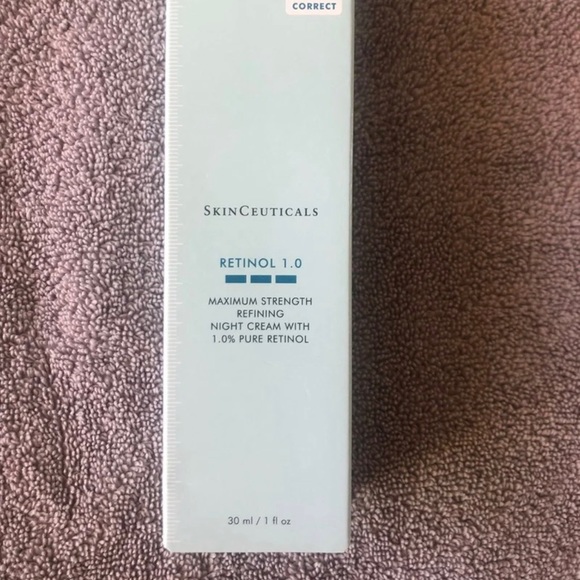 CORRECT
SKINCEUTICALS
RETINOL 1.0
MAXIMUM STRENGTH
REFINING
NIGHT CREAM WITH
1.0% PURE RETINOL
30 ml / 1 fl oz